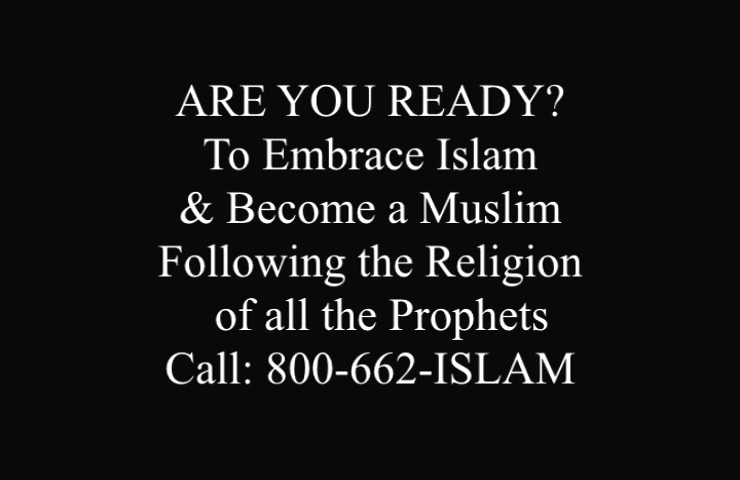 ARE YOU READY?
To Embrace Islam
& Become a Muslim
Following the Religion
of all the Prophets
Call: 800-662-ISLAM